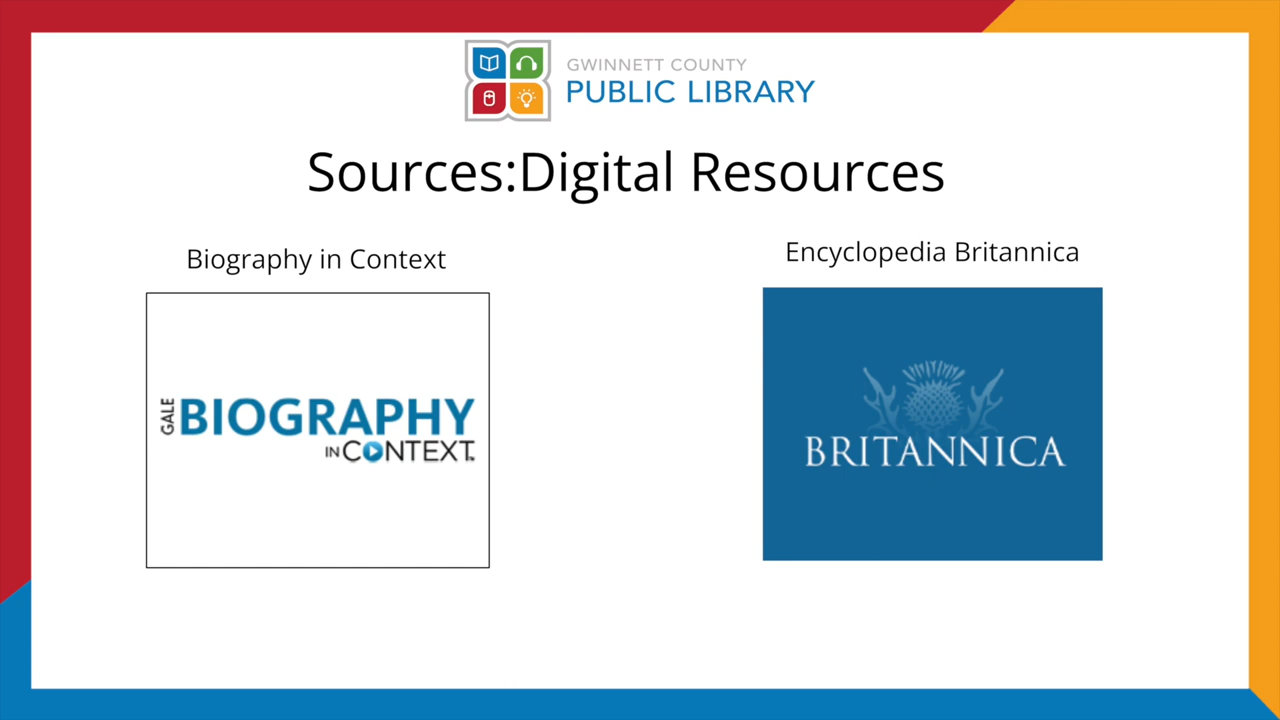 GWINNETT COUNTY
PUBLIC LIBRARY
Sources:Digital Resources
Biography in Context
Encyclopedia Britannica
GALE
BIOGRAPHY
IN CONTEXT
BRITANNICA